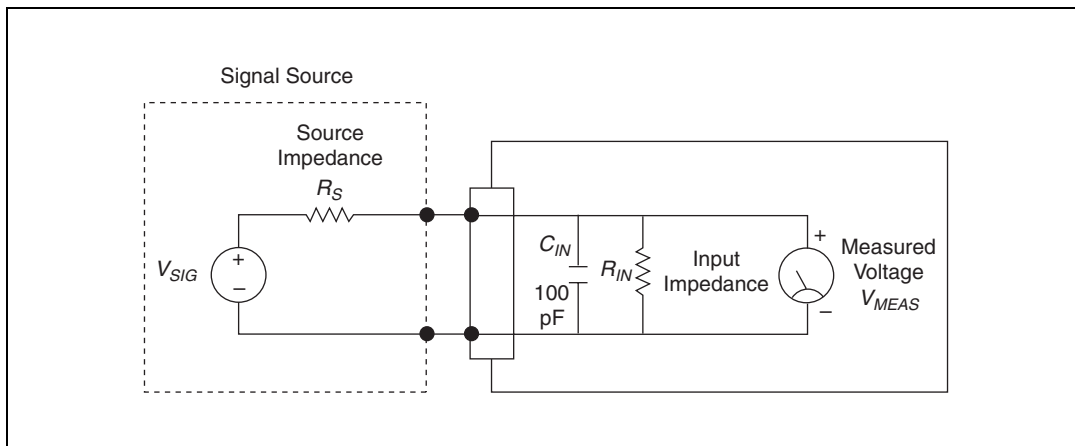 Signal Source
Source
Impedance
R_S
V_SIG
+
–
C_IN
100
pF
R_IN
Input
Impedance
+
–
Measured
Voltage
V_MEAS